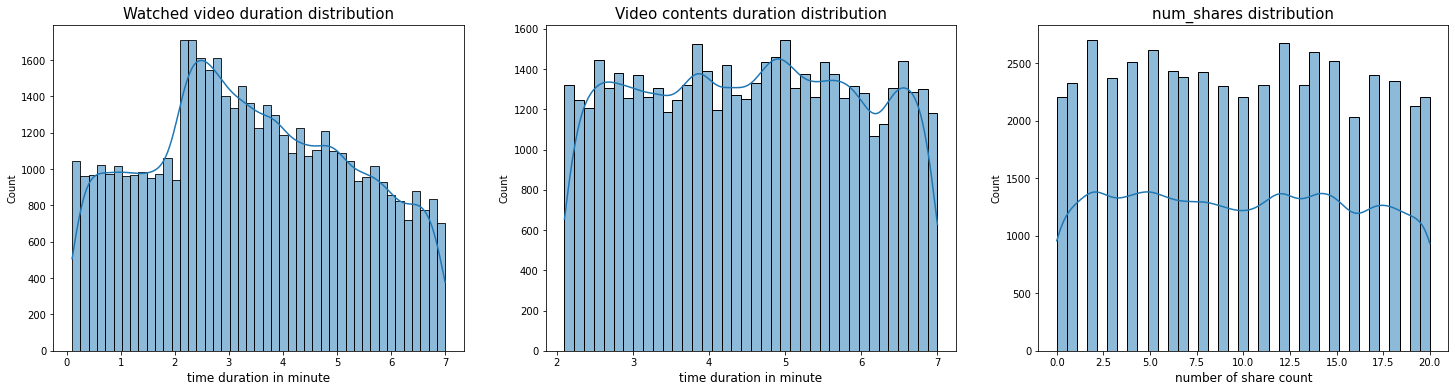 Watched video duration distribution
Count
0
200
400
600
800
1000
1200
1400
1600
0 1 2 3 4 5 6 7
time duration in minute
Video contents duration distribution
Count
0
200
400
600
800
1000
1200
1400
1600
2 3 4 5 6 7
time duration in minute
num_shares distribution
Count
0
500
1000
1500
2000
2500
0.0 2.5 5.0 7.5 10.0 12.5 15.0 17.5 20.0
number of share count